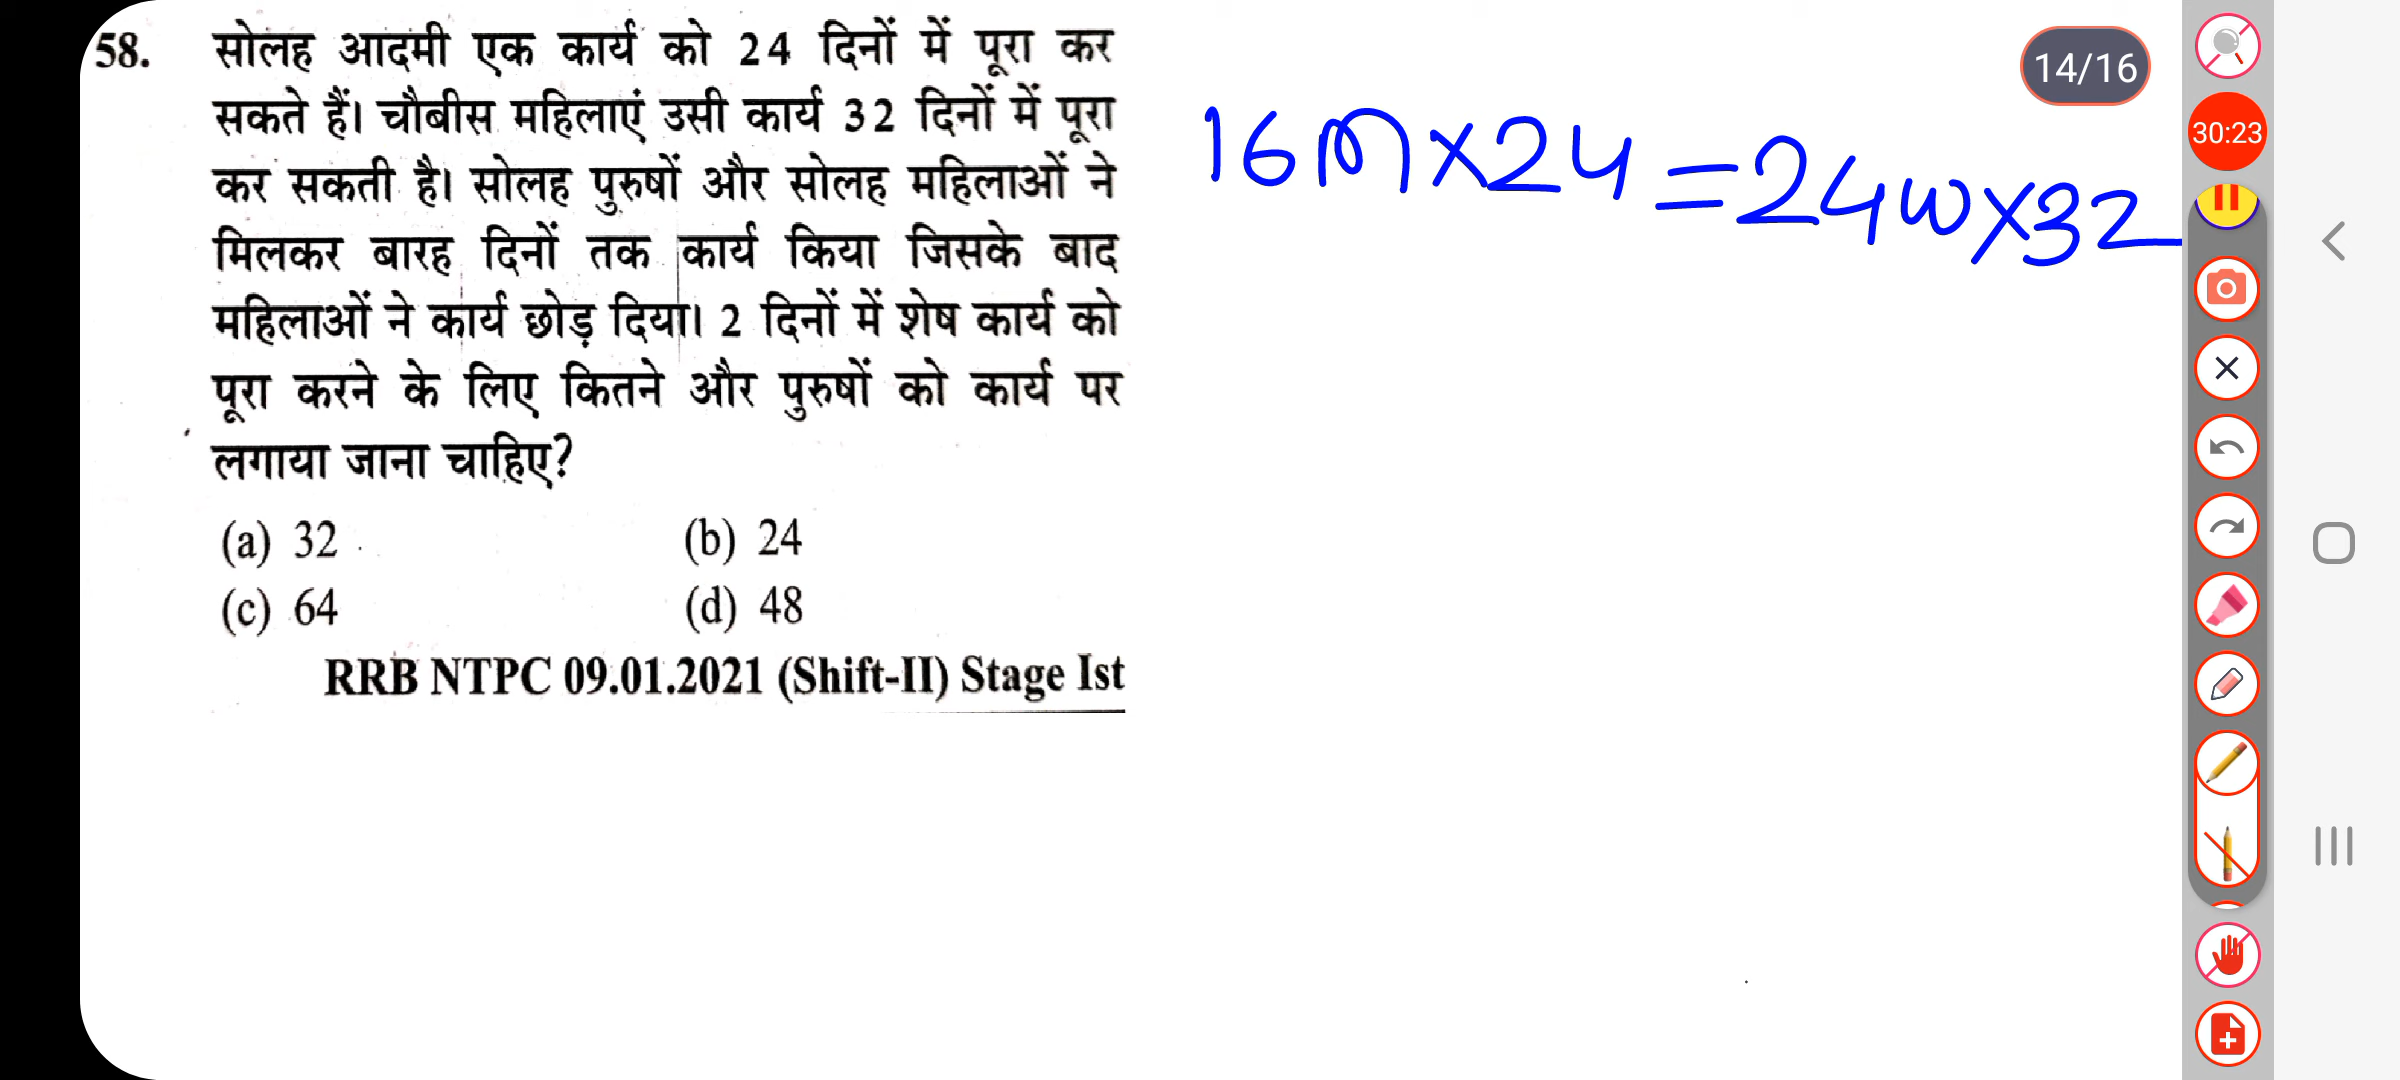 58. सोलह आदमी एक कार्य को 24 दिनों में पूरा कर
सकते हैं। चौबीस महिलाएं उसी कार्य 32 दिनों में पूरा
कर सकती है। सोलह पुरुषों और सोलह महिलाओं ने
मिलकर बारह दिनों तक कार्य किया जिसके बाद
महिलाओं ने कार्य छोड़ दिया। 2 दिनों में शेष कार्य को
पूरा करने के लिए कितने और पुरुषों को कार्य पर
लगाया जाना चाहिए?
(a) 32 (b) 24
(c) 64 (d) 48
RRB NTPC 09.01.2021 (Shift-II) Stage Ist
16m×24=24w×32
14/16
30:23